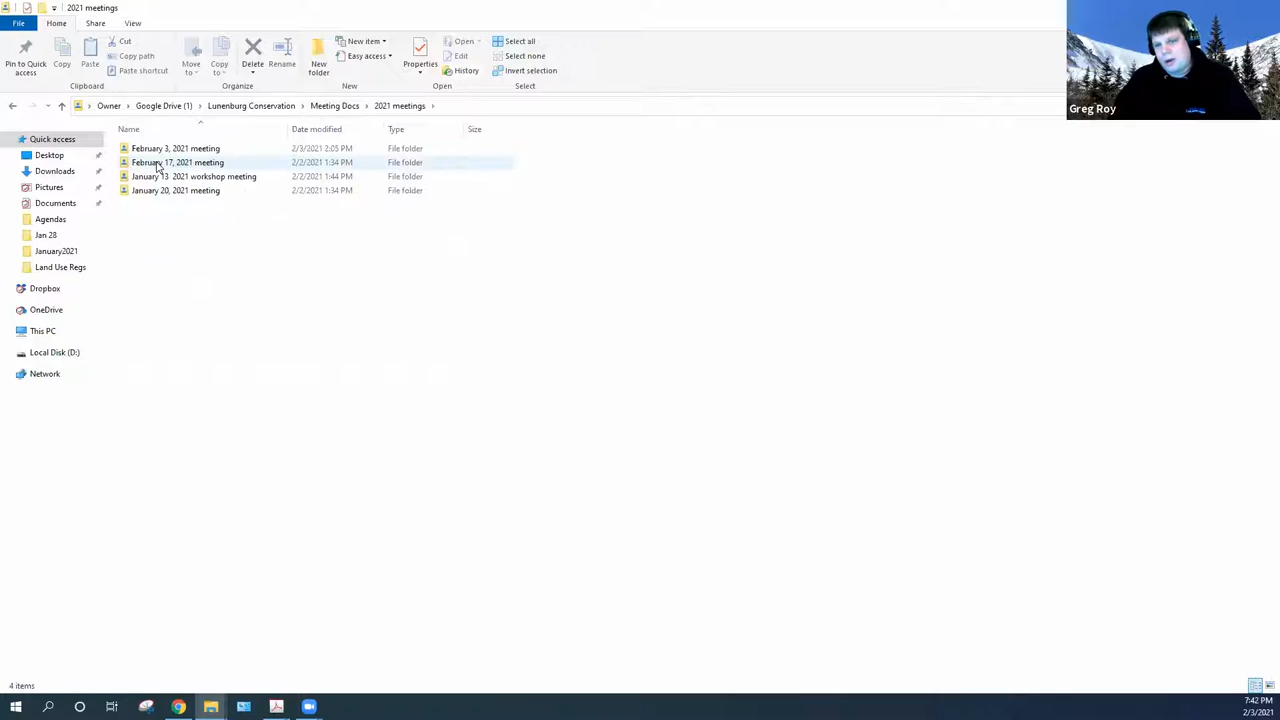 2021 meetings
File Home Share View
Pin to Quick access
Copy
Paste
Cut
Copy path
Paste shortcut
Clipboard
Move to
Copy to
Delete
Rename
Organize
New folder
New item
Easy access
New
Properties
Open
Edit
History
Open
Select all
Select none
Invert selection
Select
Owner Google Drive (1) Lunenburg Conservation Meeting Docs 2021 meetings
Name Date modified Type Size
February 3, 2021 meeting 2/3/2021 2:05 PM File folder
February 17, 2021 meeting 2/2/2021 1:34 PM File folder
January 13 2021 workshop meeting 2/2/2021 1:44 PM File folder
January 20, 2021 meeting 2/2/2021 1:34 PM File folder
Quick access
Desktop
Downloads
Pictures
Documents
Agendas
Jan 28
January2021
Land Use Regs
Dropbox
OneDrive
This PC
Local Disk (D:)
Network
Greg Roy
4 items
7:42 PM
2/3/2021